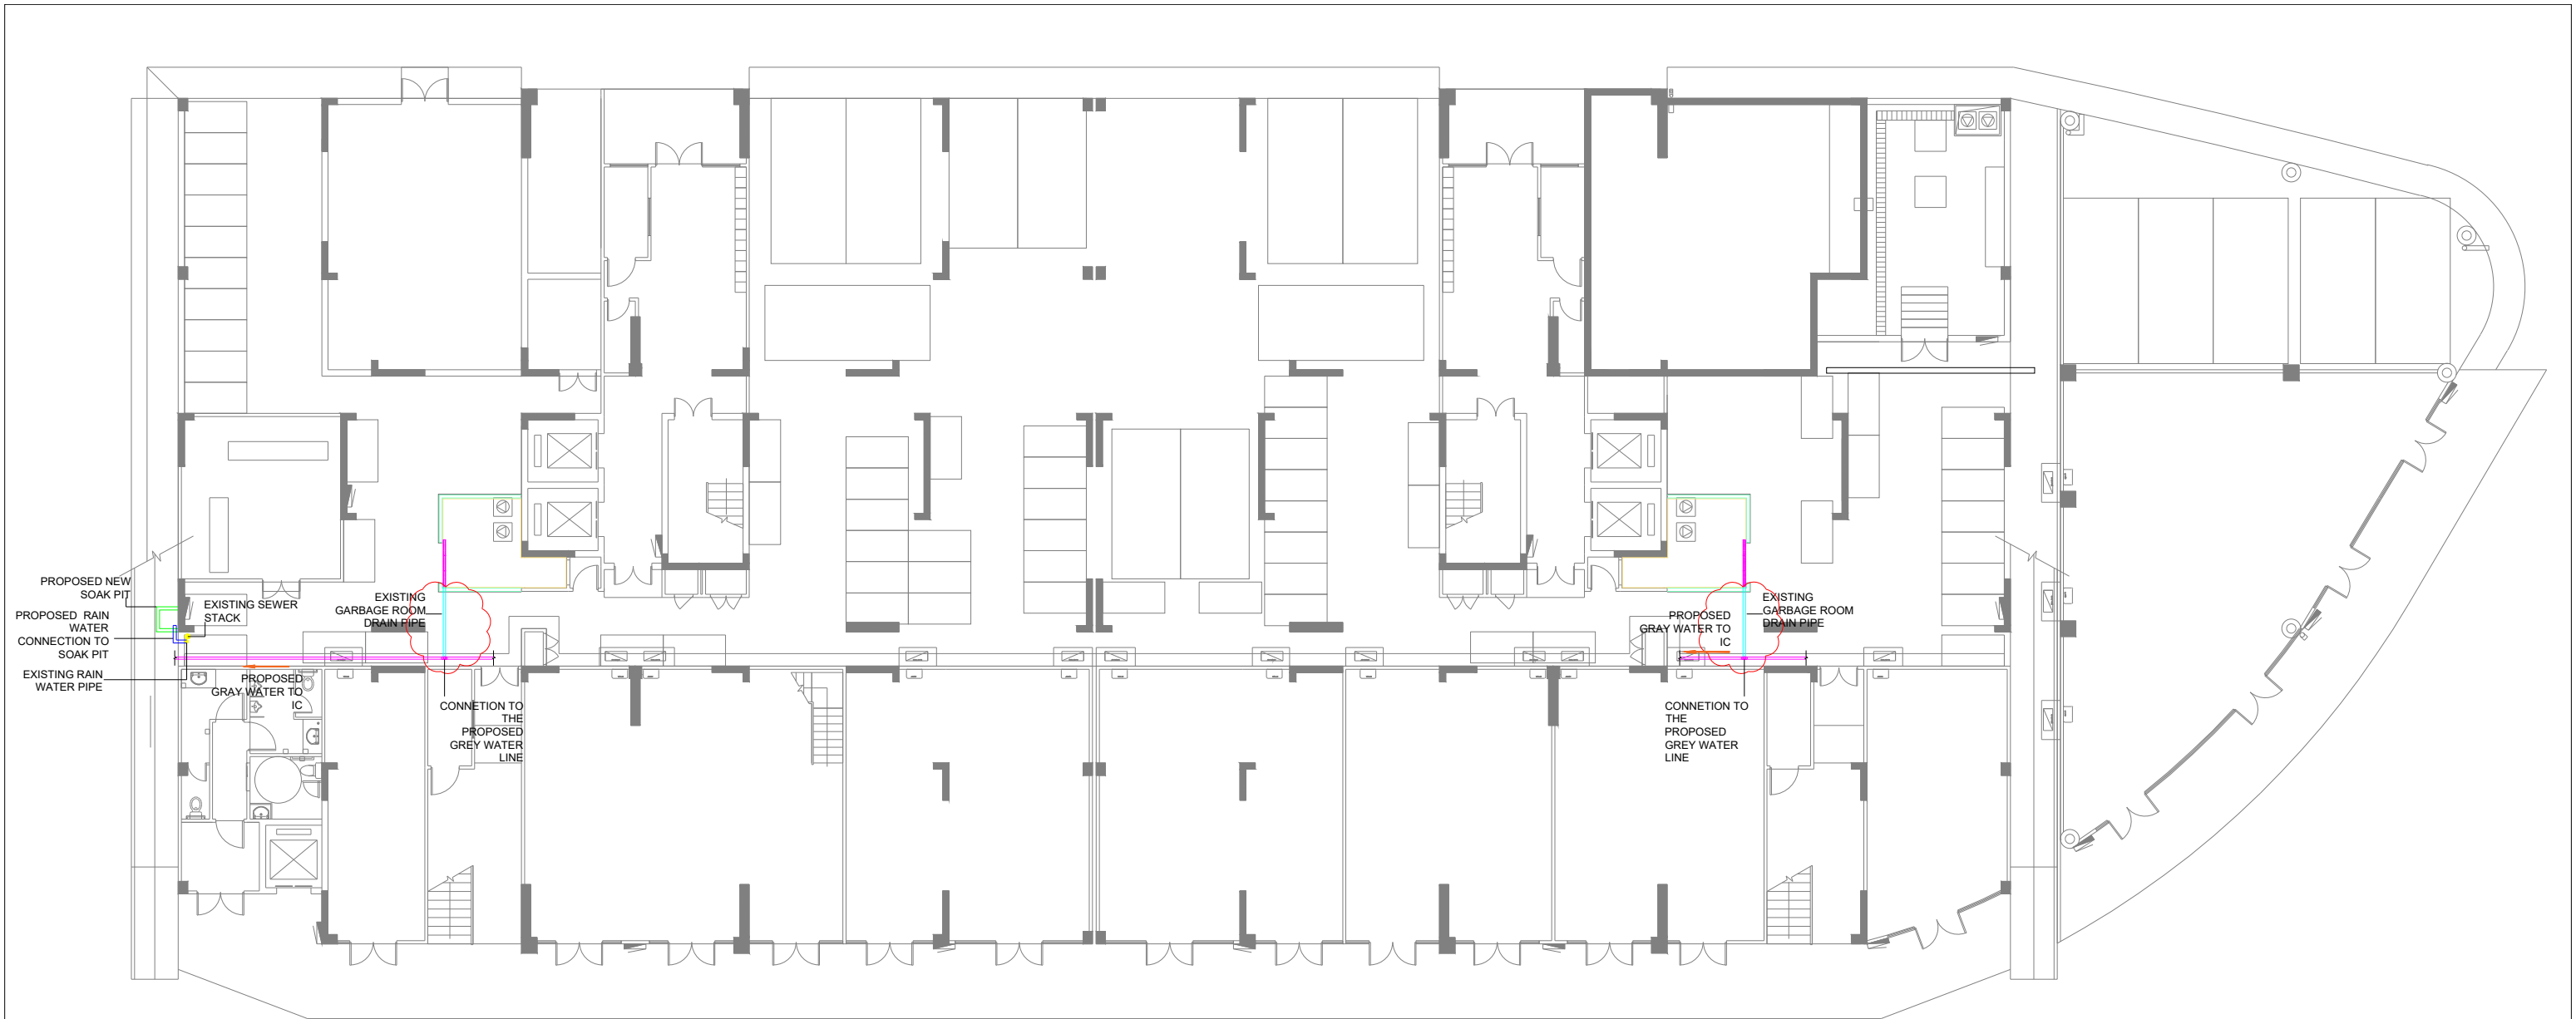 PROPOSED NEW
SOAK PIT
PROPOSED RAIN
WATER
CONNECTION TO
SOAK PIT
EXISTING RAIN
WATER PIPE
EXISTING SEWER
STACK
EXISTING
GARBAGE ROOM
DRAIN PIPE
PROPOSED
GRAY WATER TO
IC
CONNETION TO
THE
PROPOSED
GREY WATER
LINE
PROPOSED
GRAY WATER TO
IC
EXISTING
GARBAGE ROOM
DRAIN PIPE
CONNETION TO
THE
PROPOSED
GREY WATER
LINE